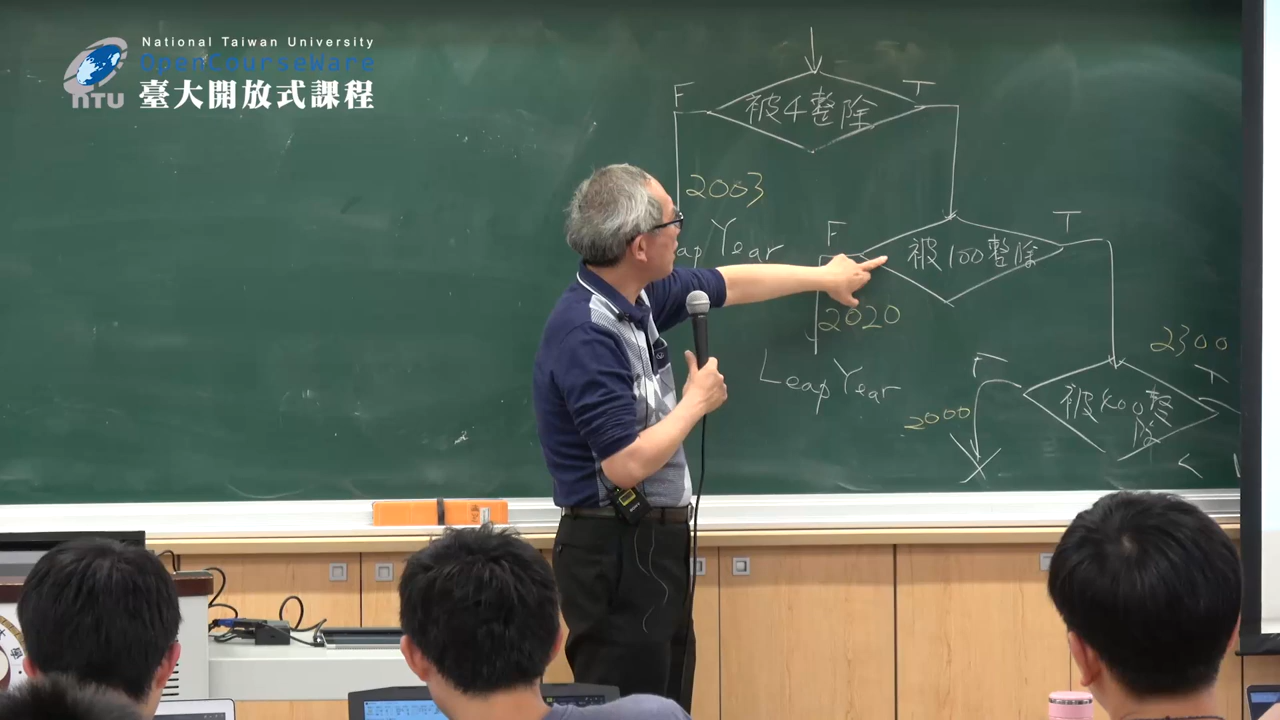 National Taiwan University
OpenCourseWare
臺大開放式課程
NTU
F
T
被4整除
2003
Year
F
T
被100整除
2020
Leap Year
2300
F
T
被400整
除
2000
X